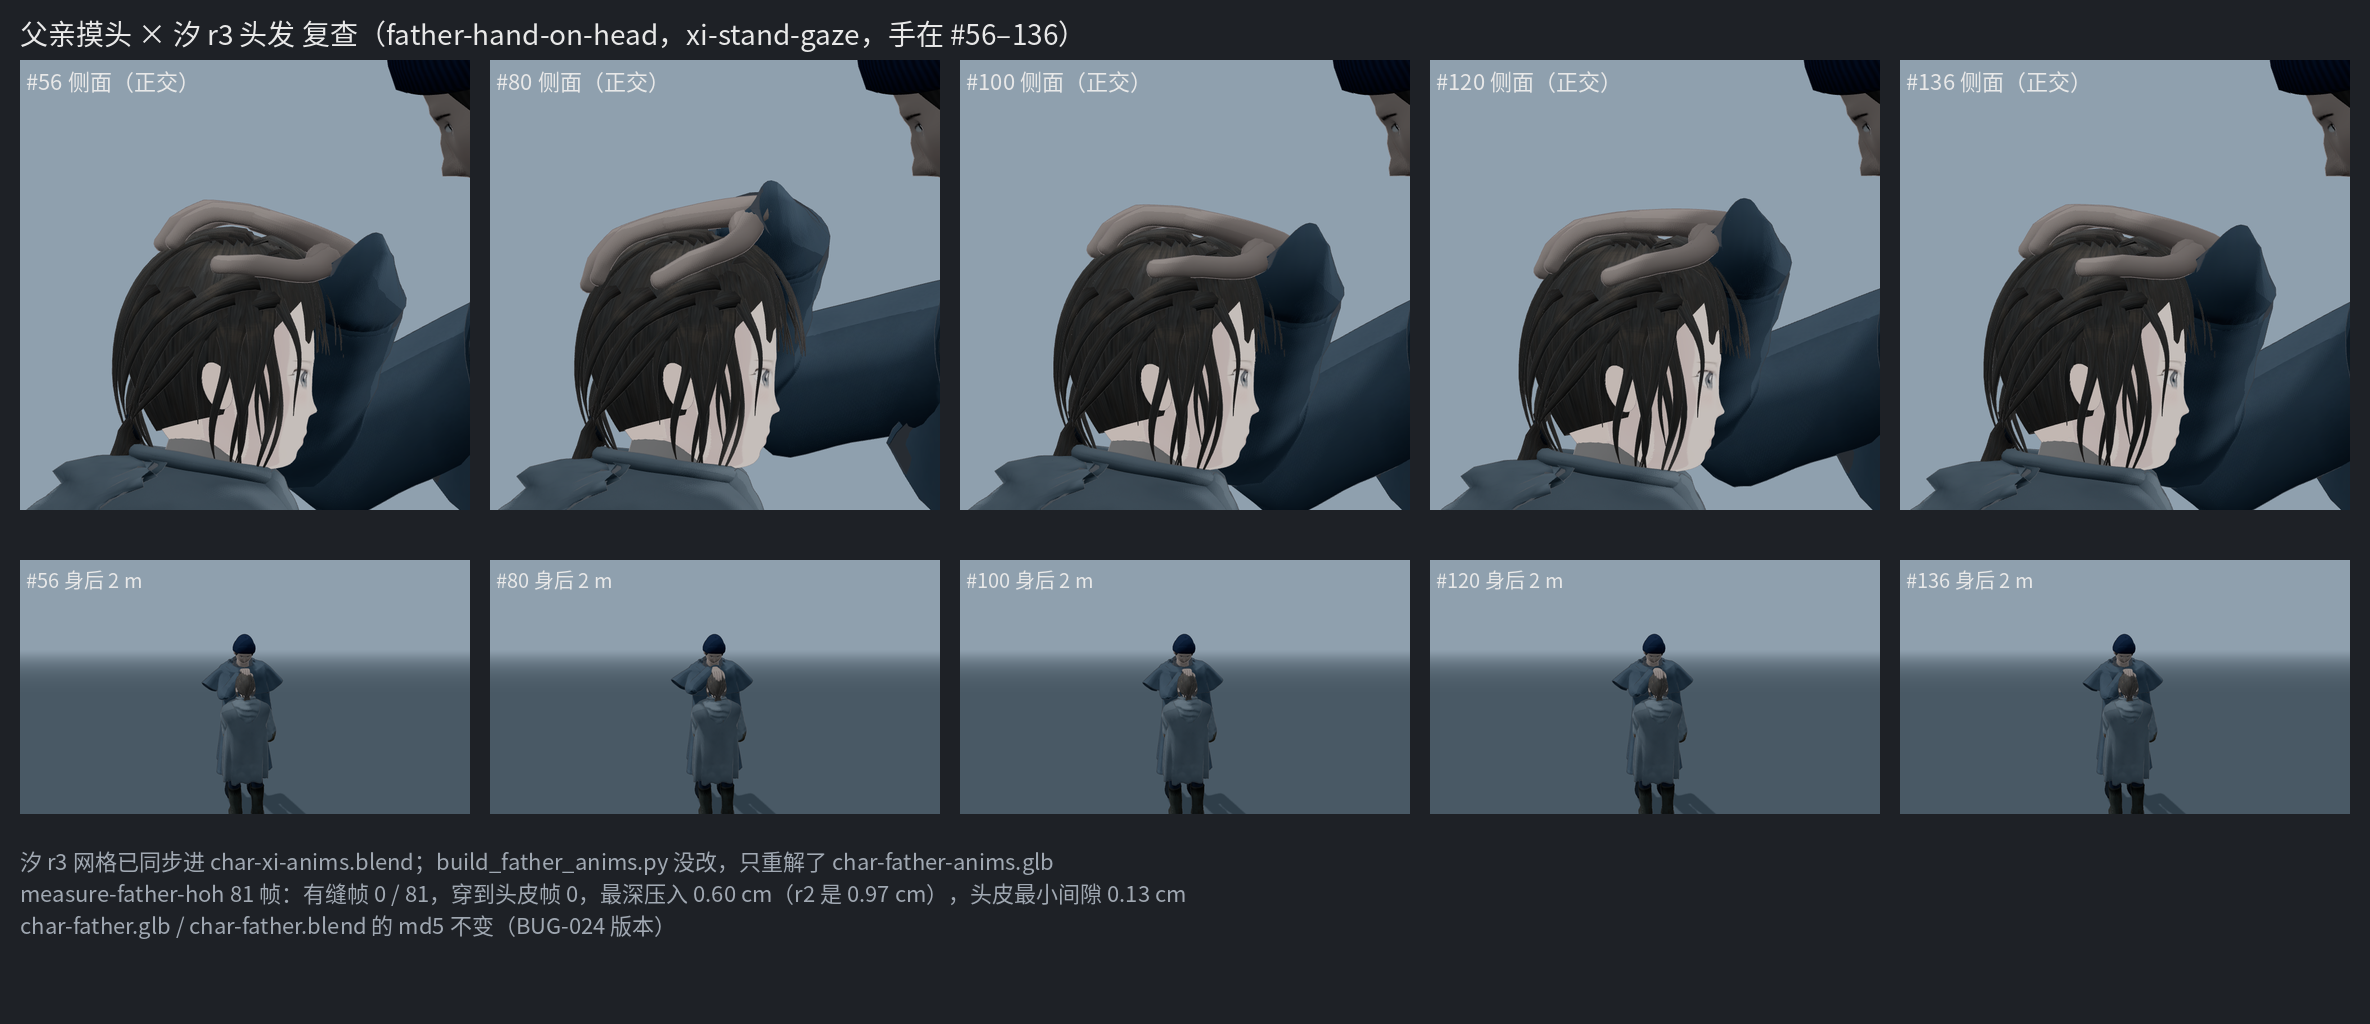 父亲摸头 × 汐 r3 头发 复查（father-hand-on-head，xi-stand-gaze，手在 #56–136）
#56 侧面（正交）
#80 侧面（正交）
#100 侧面（正交）
#120 侧面（正交）
#136 侧面（正交）
#56 身后 2 m
#80 身后 2 m
#100 身后 2 m
#120 身后 2 m
#136 身后 2 m
汐 r3 网格已同步进 char-xi-anims.blend；build_father_anims.py 没改，只重解了 char-father-anims.glb
measure-father-hoh 81 帧：有缝帧 0 / 81，穿到头皮帧 0，最深压入 0.60 cm（r2 是 0.97 cm），头皮最小间隙 0.13 cm
char-father.glb / char-father.blend 的 md5 不变（BUG-024 版本）